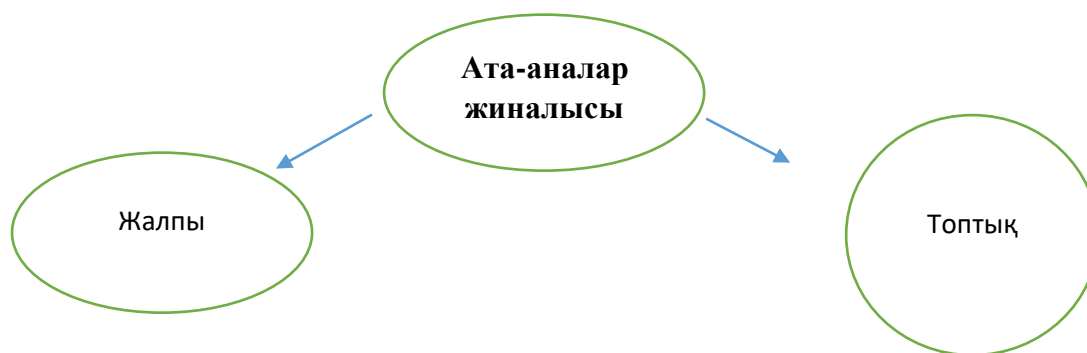 Ата-аналар
жиналысы
Жалпы
Топтық